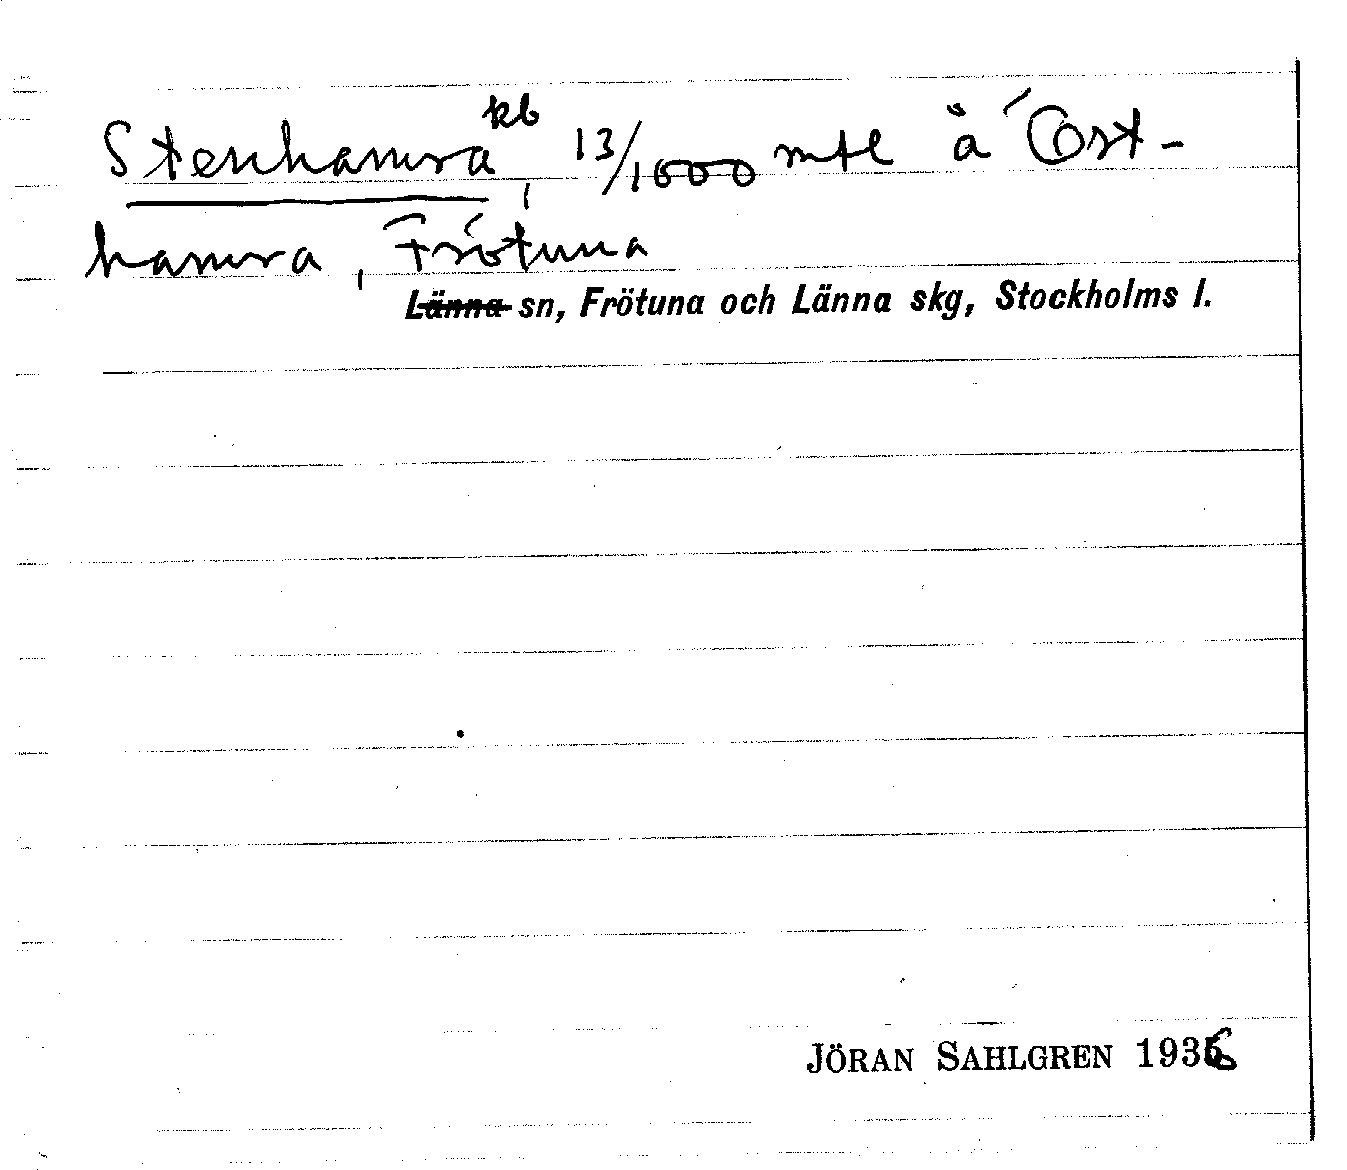 Stenhamra kb, 13/1600 mtl å Öst-
hamra, Frötuna
Länna sn, Frötuna och Länna skg, Stockholms l.
JÖRAN SAHLGREN 1936